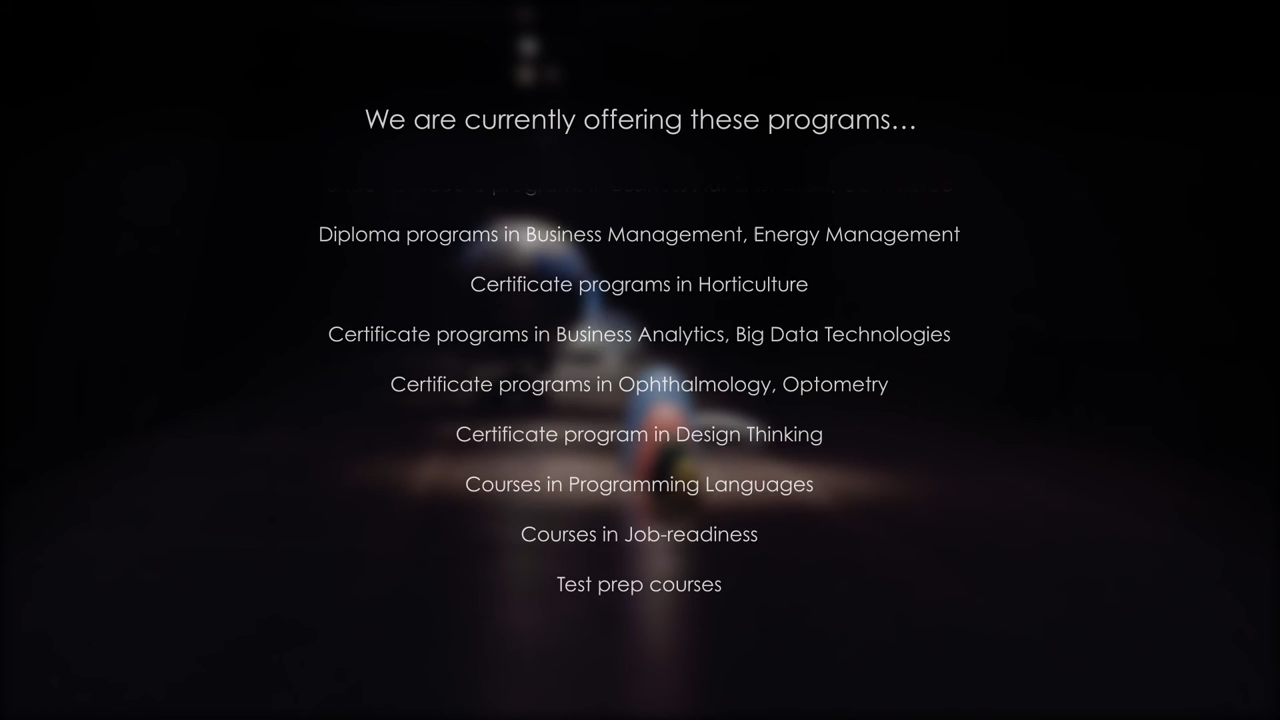 We are currently offering these programs...
programs in
Diploma programs in Business Management, Energy Management
Certificate programs in Horticulture
Certificate programs in Business Analytics, Big Data Technologies
Certificate programs in Ophthalmology, Optometry
Certificate program in Design Thinking
Courses in Programming Languages
Courses in Job-readiness
Test prep courses